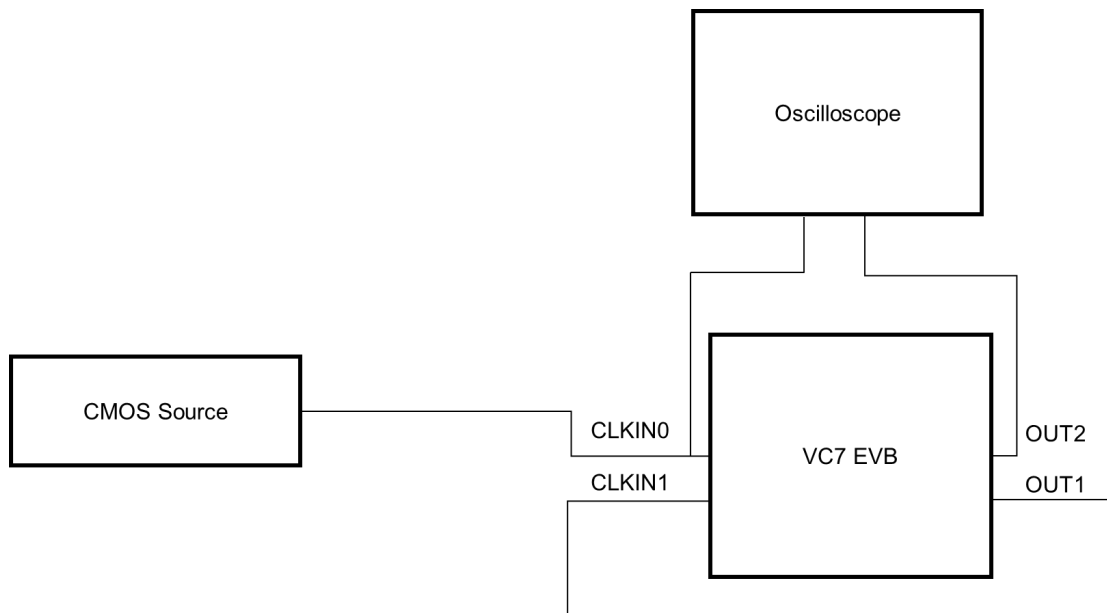 Oscilloscope
CMOS Source
CLKIN0
VC7 EVB
OUT2
CLKIN1
OUT1